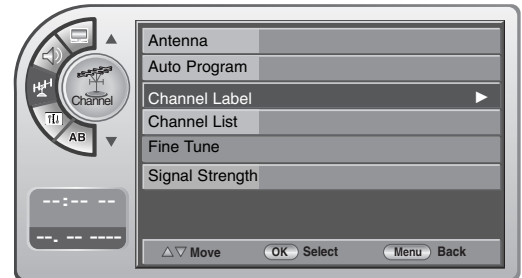 Channel
AB
--:-- --
--. -- ----
Antenna
Auto Program
Channel Label ▶
Channel List
Fine Tune
Signal Strength
△▽ Move OK Select Menu Back